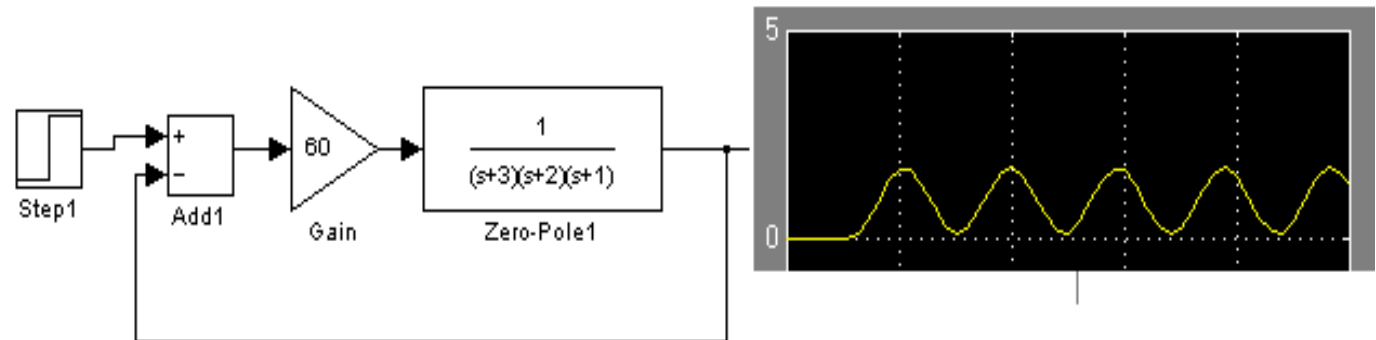 Step1
+
−
Add1
60
Gain
1
(s+3)(s+2)(s+1)
Zero-Pole1
5
0